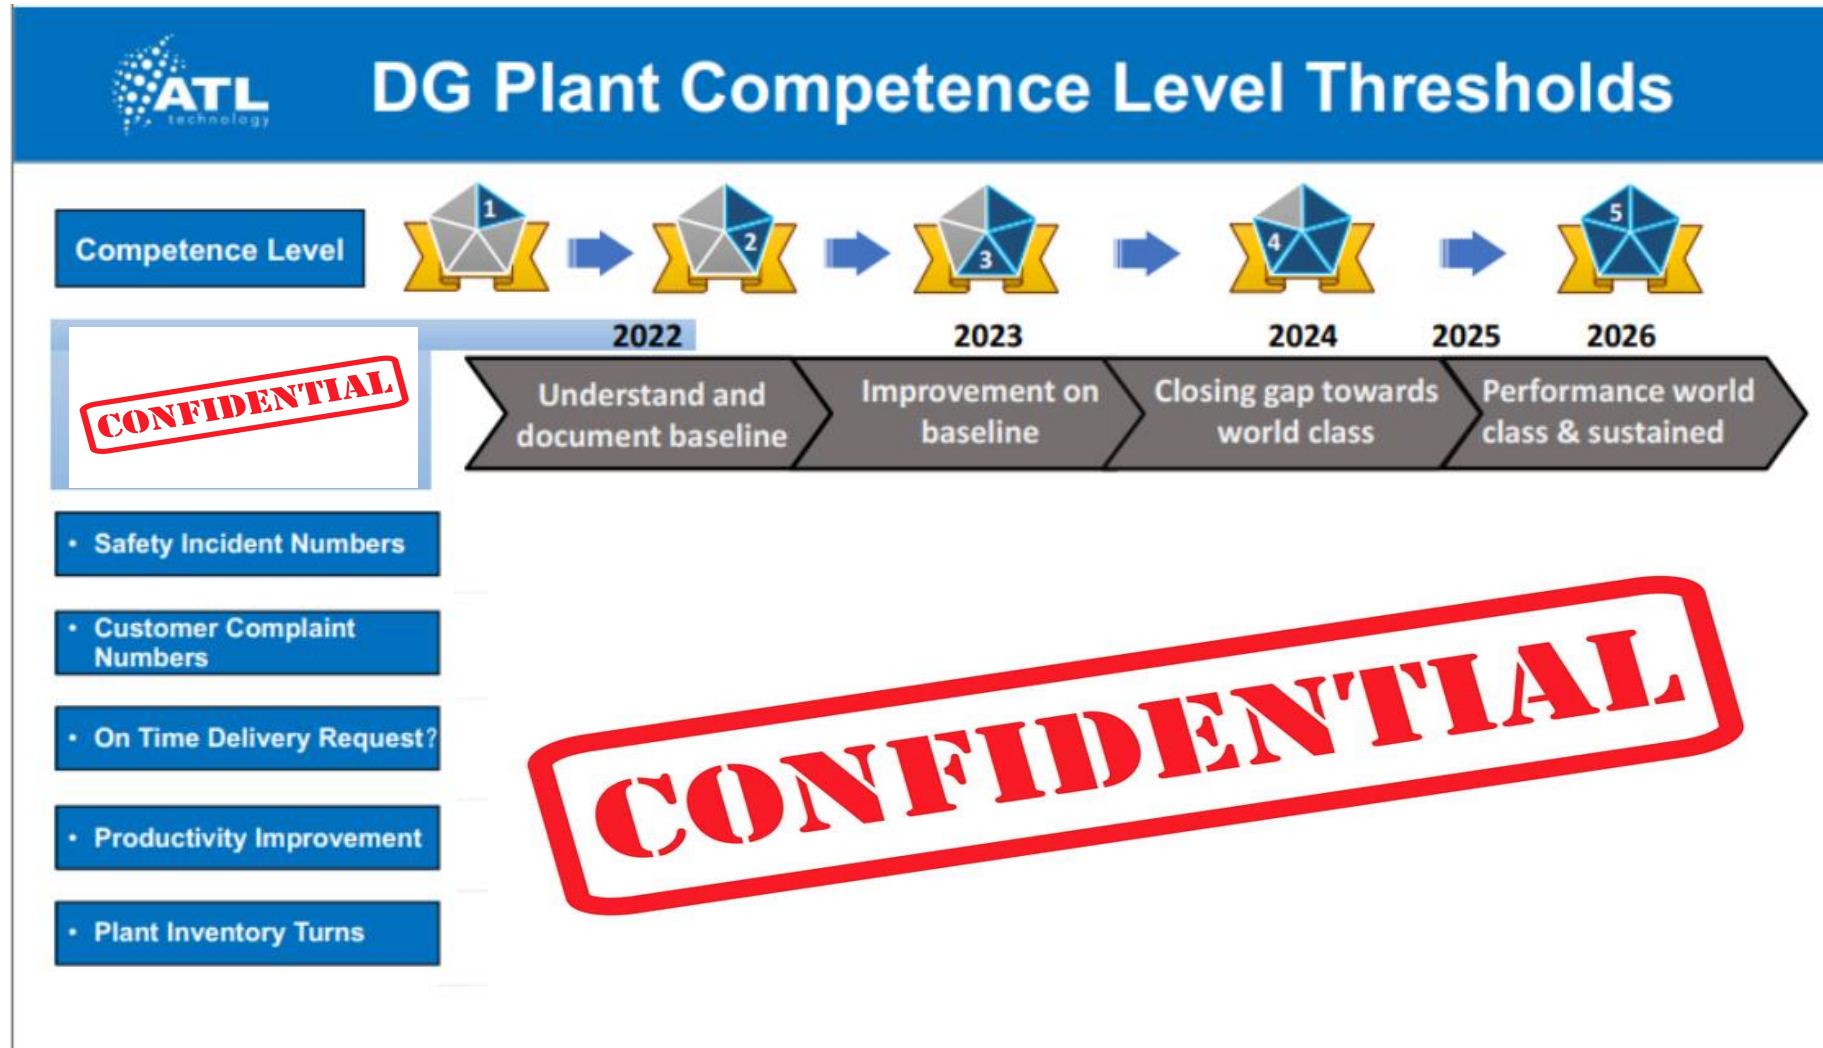 ATL
technology
DG Plant Competence Level Thresholds
Competence Level
1
2
3
4
5
2022
2023
2024
2025
2026
CONFIDENTIAL
Understand and
document baseline
Improvement on
baseline
Closing gap towards
world class
Performance world
class & sustained
• Safety Incident Numbers
• Customer Complaint
Numbers
• On Time Delivery Request?
• Productivity Improvement
• Plant Inventory Turns
CONFIDENTIAL